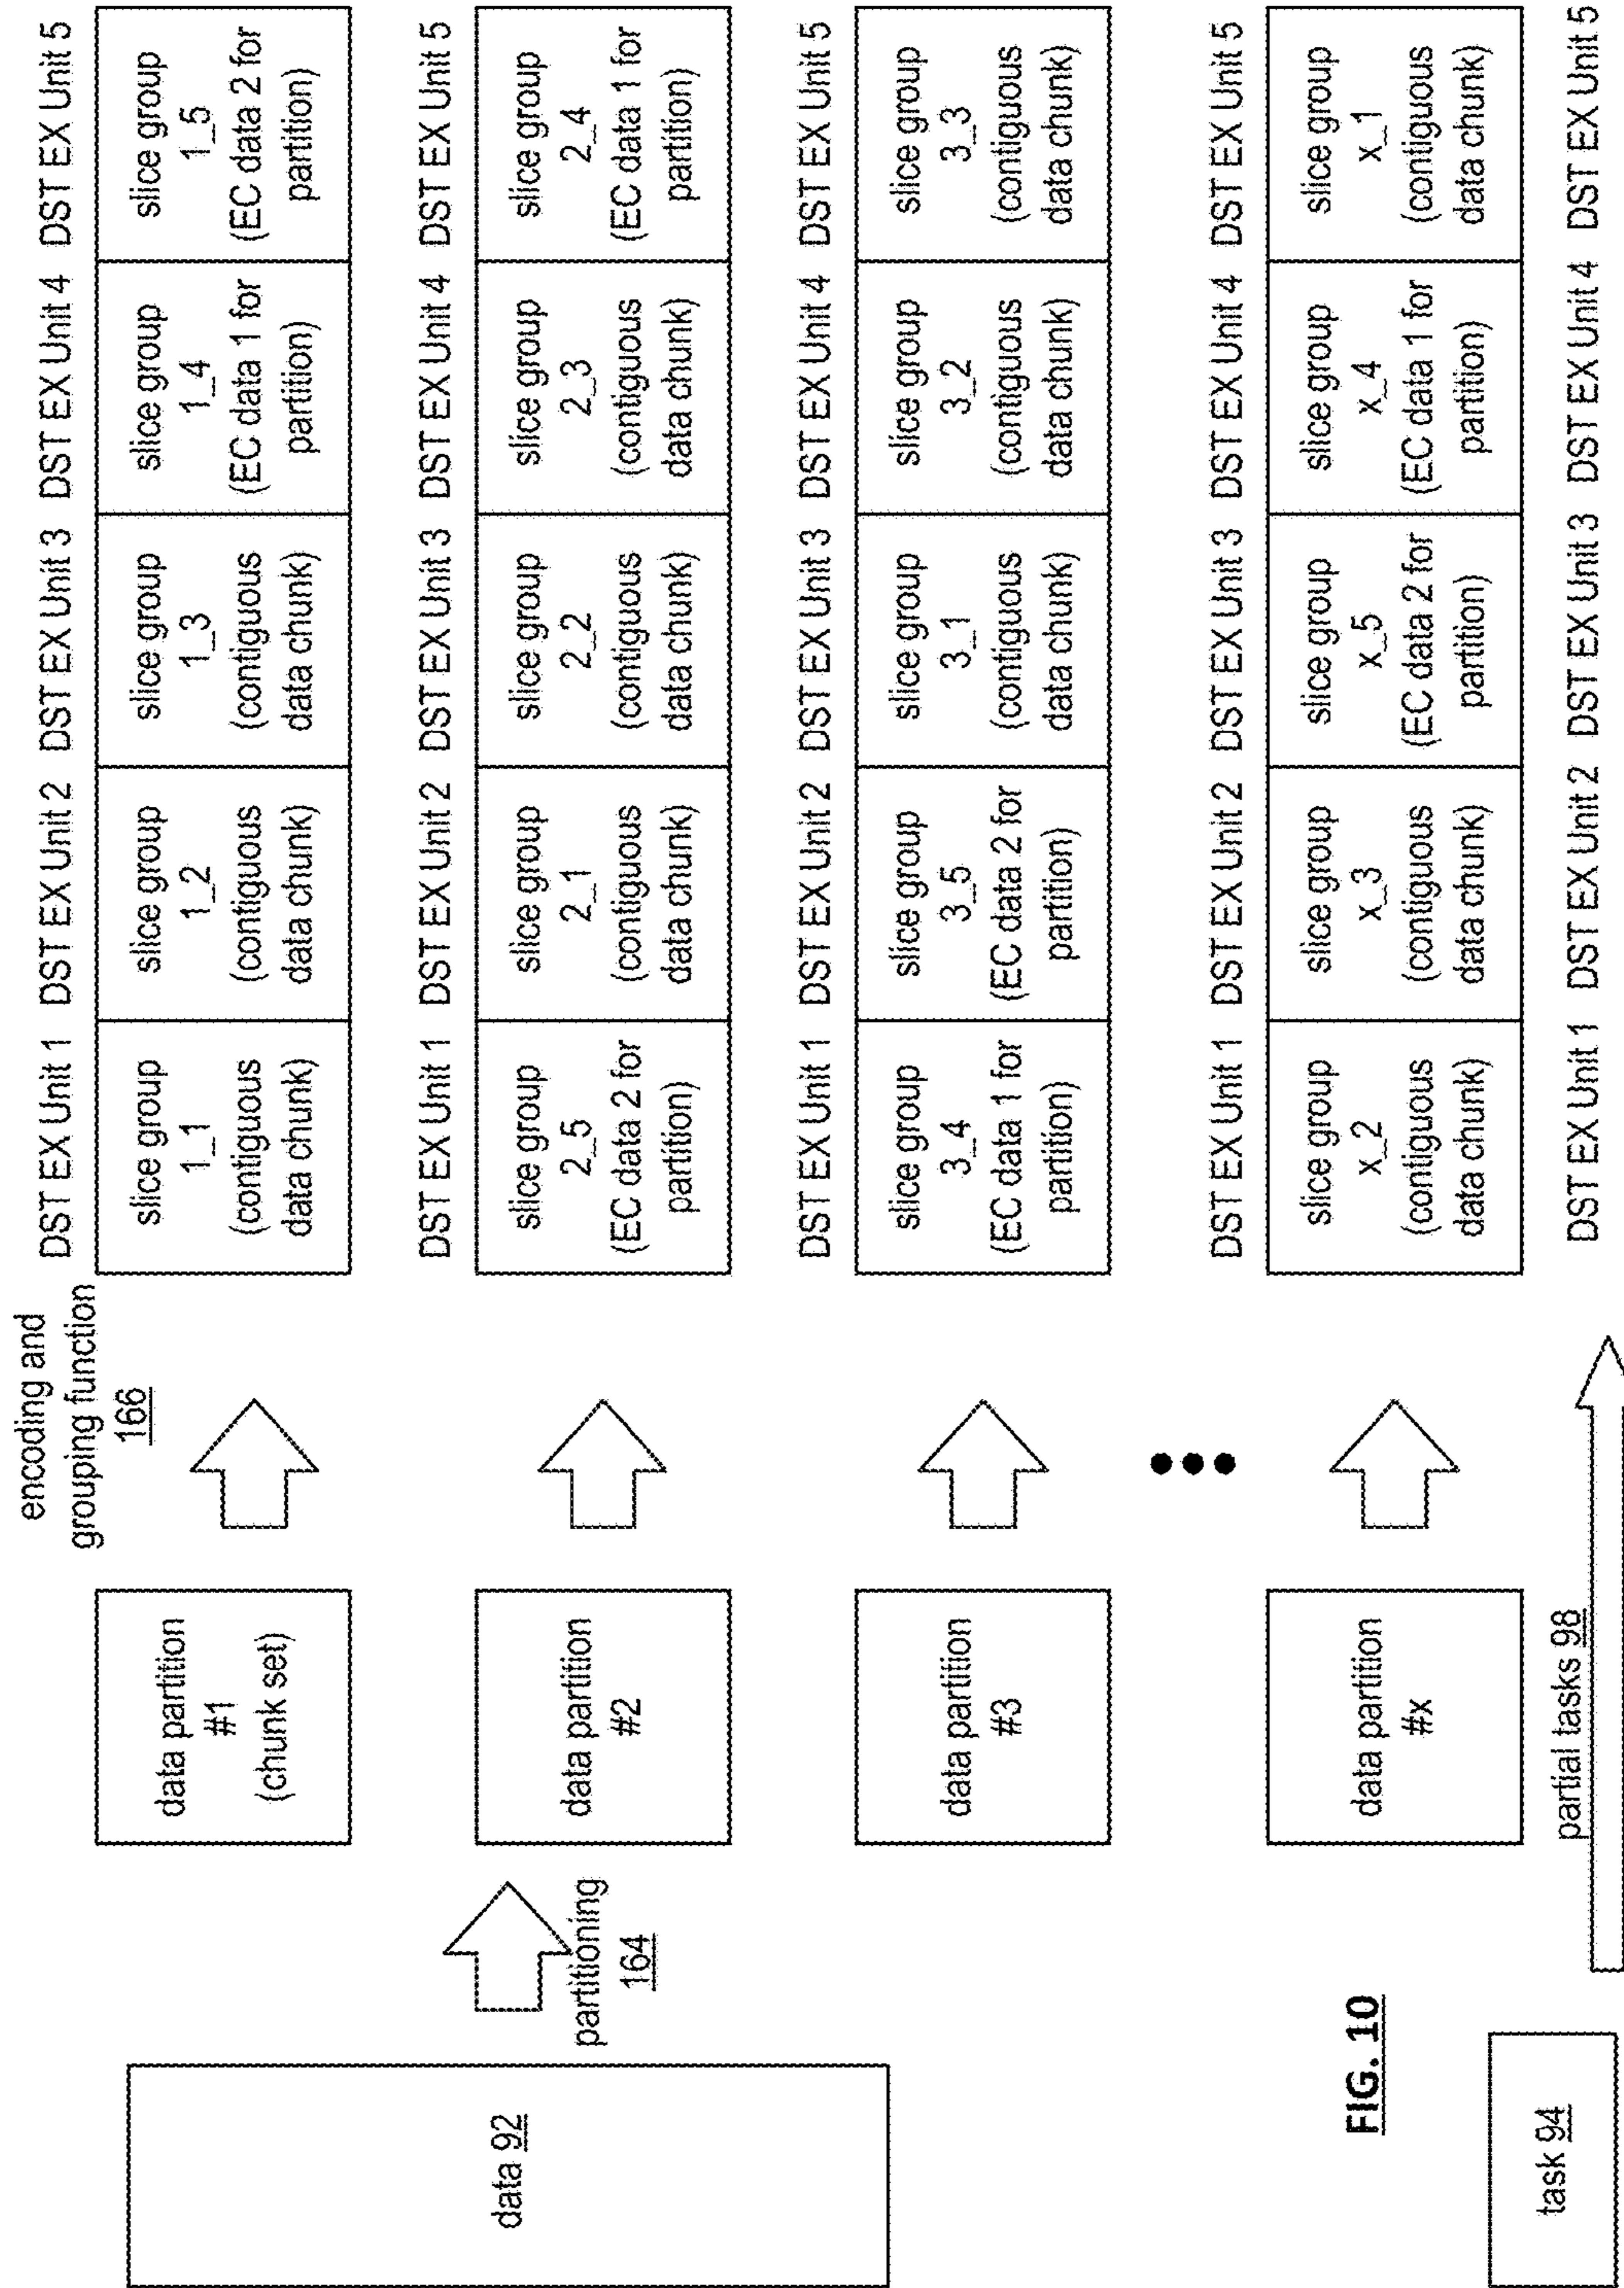 encoding and
grouping function
166
data 92
partitioning
164
data partition
#1
(chunk set)
DST EX Unit 1 DST EX Unit 2 DST EX Unit 3 DST EX Unit 4 DST EX Unit 5
slice group
1_1
(contiguous
data chunk)
slice group
1_2
(contiguous
data chunk)
slice group
1_3
(contiguous
data chunk)
slice group
1_4
(EC data 1 for
partition)
slice group
1_5
(EC data 2 for
partition)
data partition
#2
DST EX Unit 1 DST EX Unit 2 DST EX Unit 3 DST EX Unit 4 DST EX Unit 5
slice group
2_5
(EC data 2 for
partition)
slice group
2_1
(contiguous
data chunk)
slice group
2_2
(contiguous
data chunk)
slice group
2_3
(contiguous
data chunk)
slice group
2_4
(EC data 1 for
partition)
data partition
#3
DST EX Unit 1 DST EX Unit 2 DST EX Unit 3 DST EX Unit 4 DST EX Unit 5
slice group
3_4
(EC data 1 for
partition)
slice group
3_5
(EC data 2 for
partition)
slice group
3_1
(contiguous
data chunk)
slice group
3_2
(contiguous
data chunk)
slice group
3_3
(contiguous
data chunk)
data partition
#x
DST EX Unit 1 DST EX Unit 2 DST EX Unit 3 DST EX Unit 4 DST EX Unit 5
slice group
x_2
(contiguous
data chunk)
slice group
x_3
(contiguous
data chunk)
slice group
x_5
(EC data 2 for
partition)
slice group
x_4
(EC data 1 for
partition)
slice group
x_1
(contiguous
data chunk)
FIG. 10
task 94
partial tasks 98
DST EX Unit 1 DST EX Unit 2 DST EX Unit 3 DST EX Unit 4 DST EX Unit 5